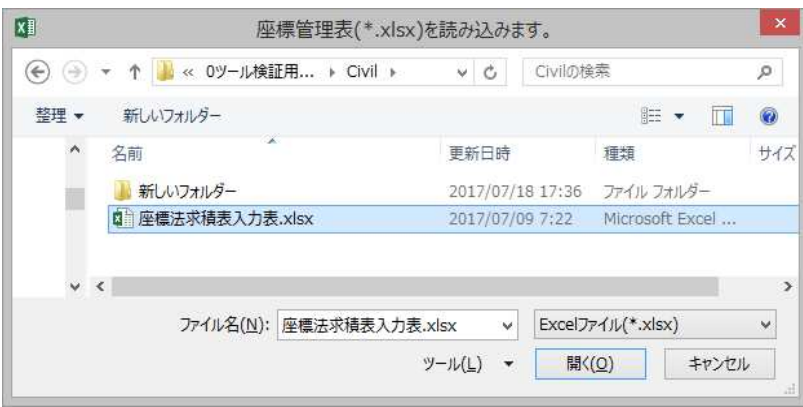 座標管理表(*.xlsx)を読み込みます。
« 0ツール検証用... Civil Civilの検索
整理 新しいフォルダー
名前 更新日時 種類 サイズ
新しいフォルダー 2017/07/18 17:36 ファイル フォルダー
座標法求積表入力表.xlsx 2017/07/09 7:22 Microsoft Excel ...
ファイル名(N): 座標法求積表入力表.xlsx Excelファイル(*.xlsx)
ツール(L) 開く(O) キャンセル